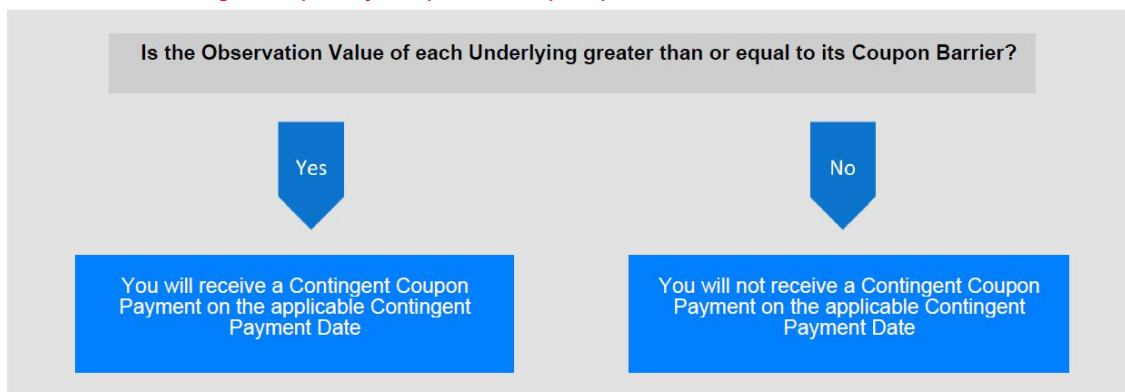 Is the Observation Value of each Underlying greater than or equal to its Coupon Barrier?
Yes
No
You will receive a Contingent Coupon
Payment on the applicable Contingent
Payment Date
You will not receive a Contingent Coupon
Payment on the applicable Contingent
Payment Date